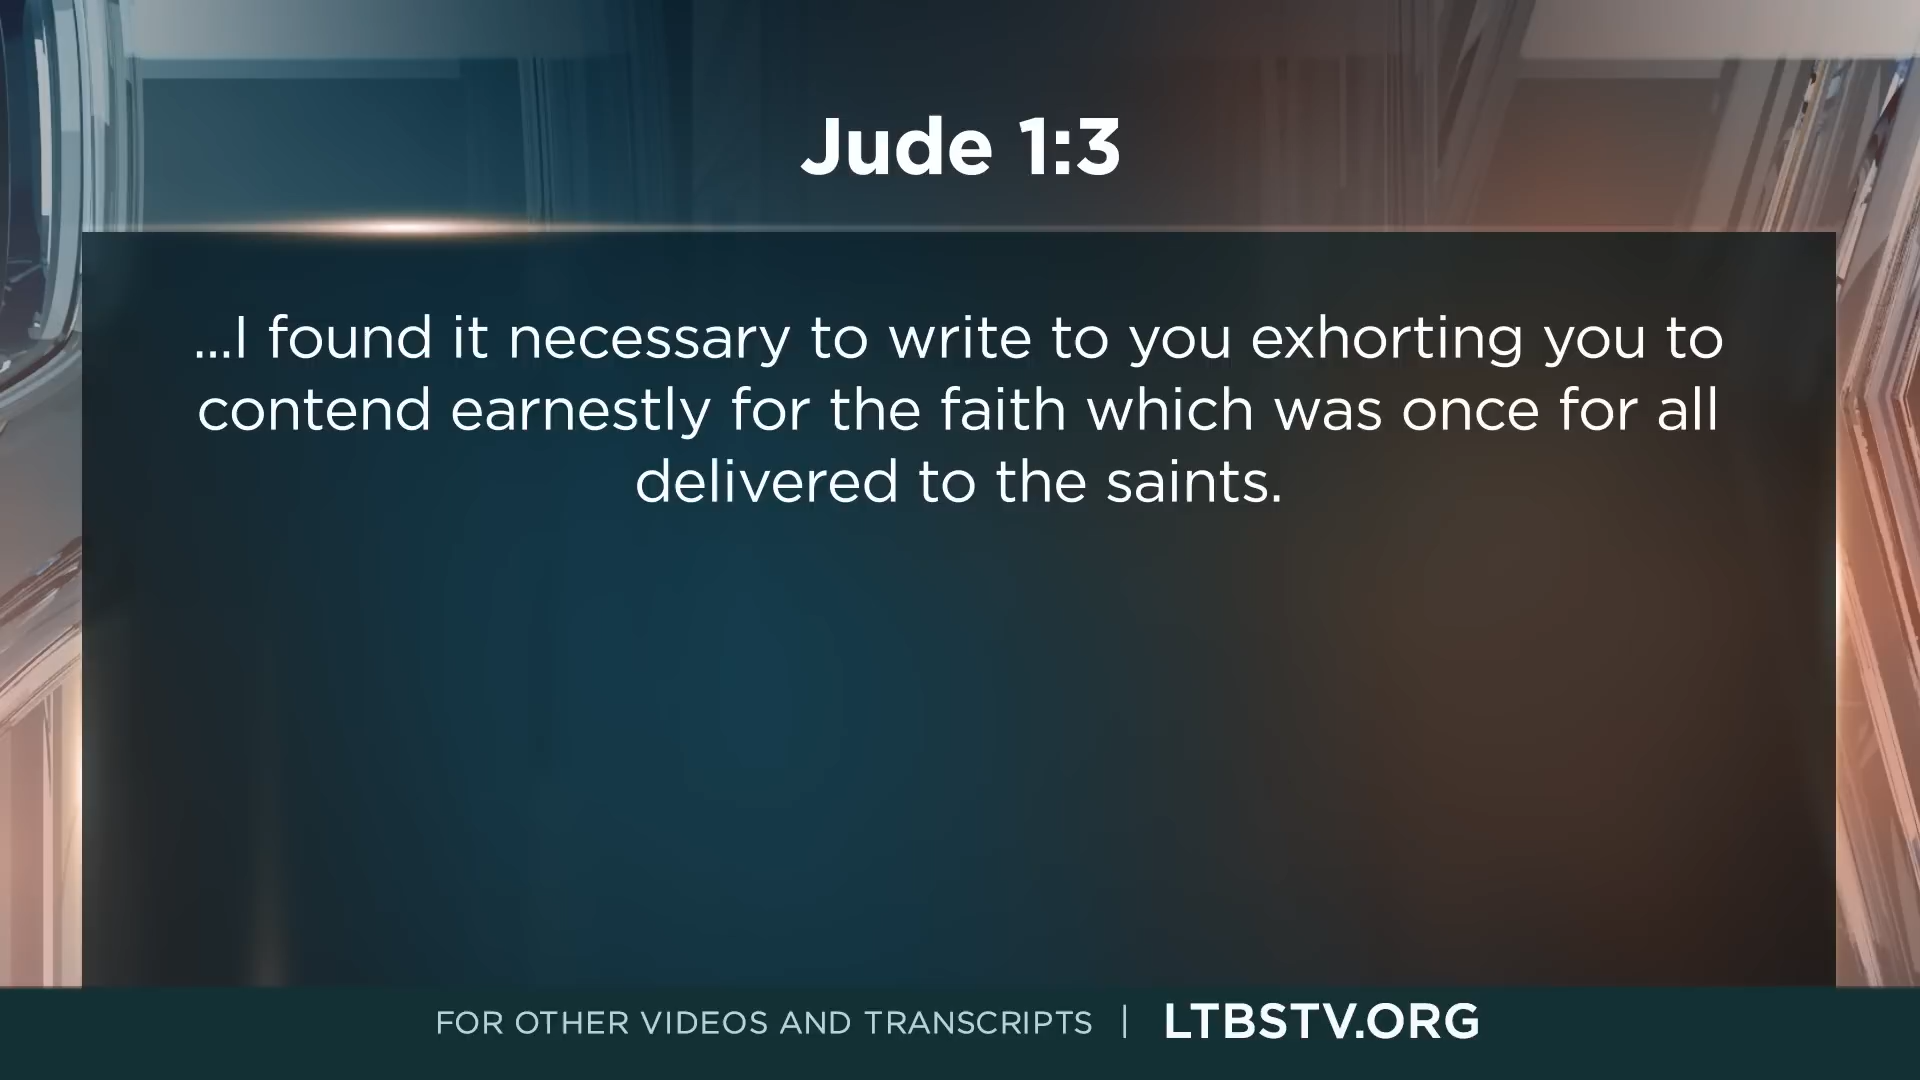 Jude 1:3
...I found it necessary to write to you exhorting you to
contend earnestly for the faith which was once for all
delivered to the saints.
FOR OTHER VIDEOS AND TRANSCRIPTS | LTBSTV.ORG